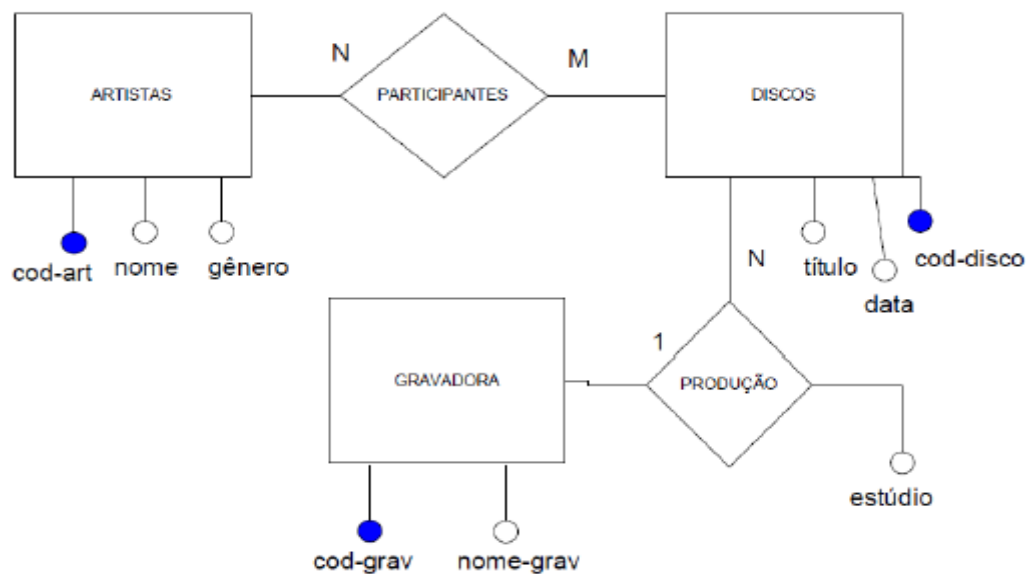 N
M
ARTISTAS
PARTICIPANTES
DISCOS
cod-art
nome
gênero
N
título
cod-disco
data
1
GRAVADORA
PRODUÇÃO
estúdio
cod-grav
nome-grav